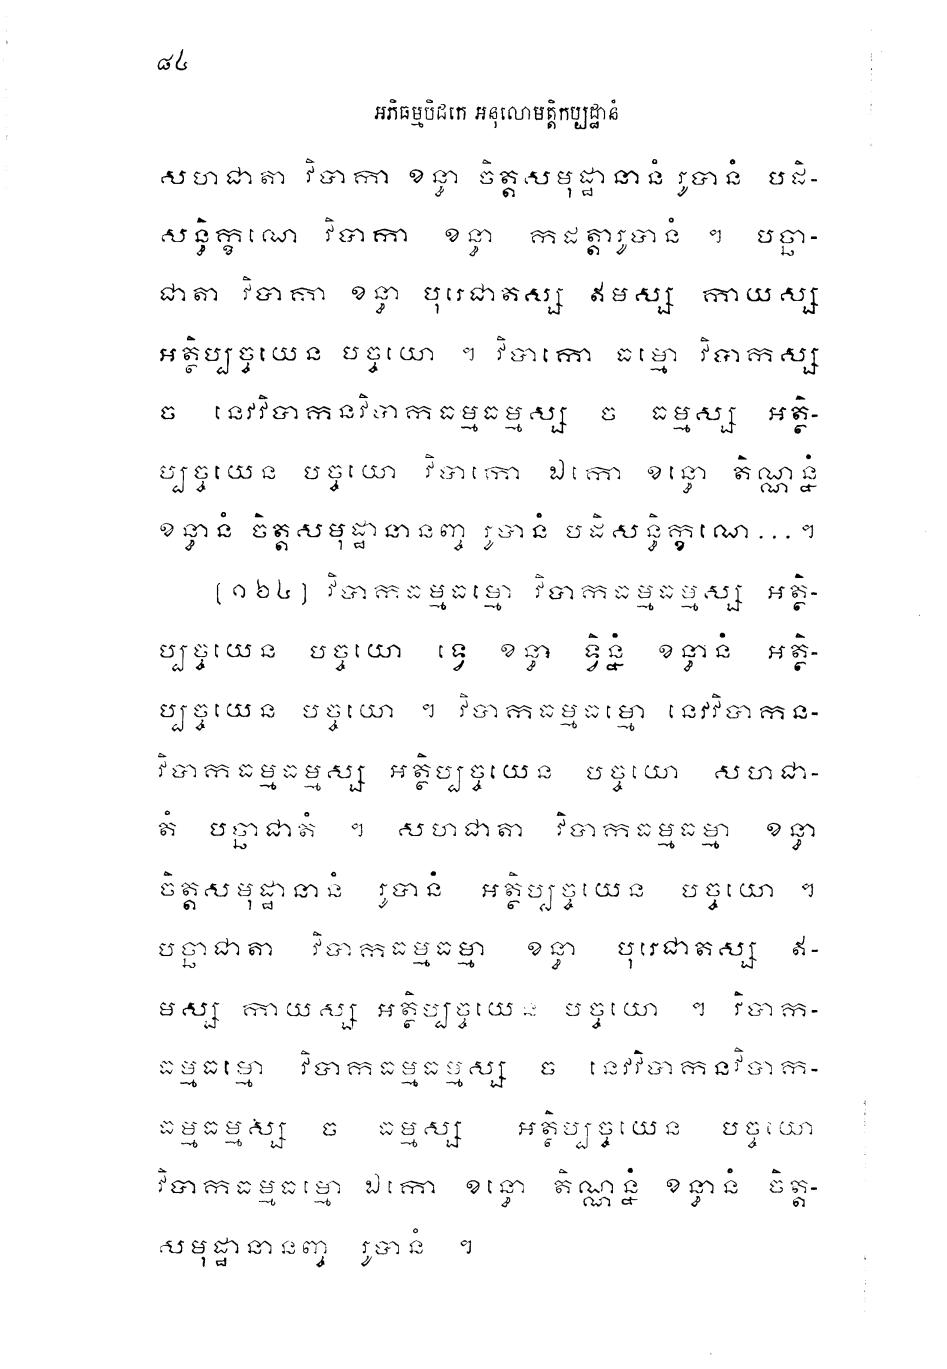 ៨៤
អភិធម្មបិដកេ អនុលោមត្តិកប្បដ្ឋានំ
សហជាតា វិបាកា ខន្ធា ចិត្តសមុដ្ឋានានំ រូបានំ បដិ-
សន្ធិក្ខណេ វិបាកា ខន្ធា កដត្តារូបានំ ។ បច្ឆា-
ជាតា វិបាកា ខន្ធា បុរេជាតស្ស ឥមស្ស កាយស្ស
អត្ថិប្បច្ចយេន បច្ចយោ ។ វិបាកោ ធម្មោ វិបាកស្ស
ច នេវវិបាកនវិបាកធម្មធម្មស្ស ច ធម្មស្ស អត្ថិ-
ប្បច្ចយេន បច្ចយោ វិបាកោ ឯកោ ខន្ធោ តិណ្ណន្នំ
ខន្ធានំ ចិត្តសមុដ្ឋានានញ្ច រូបានំ បដិសន្ធិក្ខណេ... ។
[១៦៤] វិបាកធម្មធម្មោ វិបាកធម្មធម្មស្ស អត្ថិ-
ប្បច្ចយេន បច្ចយោ ទ្វេ ខន្ធា ទ្វិន្នំ ខន្ធានំ អត្ថិ-
ប្បច្ចយេន បច្ចយោ ។ វិបាកធម្មធម្មោ នេវវិបាកន-
វិបាកធម្មធម្មស្ស អត្ថិប្បច្ចយេន បច្ចយោ សហជា-
តំ បច្ឆាជាតំ ។ សហជាតា វិបាកធម្មធម្មា ខន្ធា
ចិត្តសមុដ្ឋានានំ រូបានំ អត្ថិប្បច្ចយេន បច្ចយោ ។
បច្ឆាជាតា វិបាកធម្មធម្មា ខន្ធា បុរេជាតស្ស ឥ-
មស្ស កាយស្ស អត្ថិប្បច្ចយេន បច្ចយោ ។ វិបាក-
ធម្មធម្មោ វិបាកធម្មធម្មស្ស ច នេវវិបាកនវិបាក-
ធម្មធម្មស្ស ច ធម្មស្ស អត្ថិប្បច្ចយេន បច្ចយោ
វិបាកធម្មធម្មោ ឯកោ ខន្ធោ តិណ្ណន្នំ ខន្ធានំ ចិត្ត-
សមុដ្ឋានានញ្ច រូបានំ ។